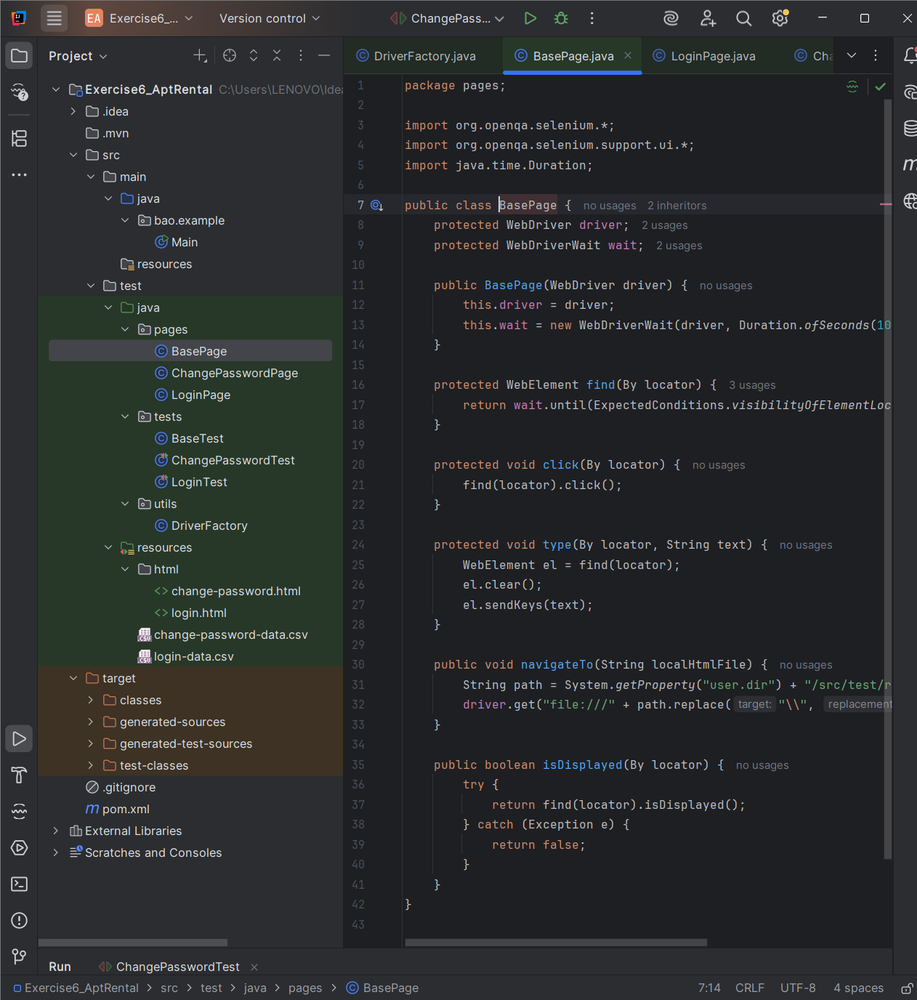 EA Exercise6_... Version control ChangePass...
Project
DriverFactory.java BasePage.java LoginPage.java Cha
Exercise6_AptRental C:\Users\LENOVO\Idea
.idea
.mvn
src
main
java
bao.example
Main
resources
test
java
pages
BasePage
ChangePasswordPage
LoginPage
tests
BaseTest
ChangePasswordTest
LoginTest
utils
DriverFactory
resources
html
change-password.html
login.html
change-password-data.csv
login-data.csv
target
classes
generated-sources
generated-test-sources
test-classes
.gitignore
pom.xml
External Libraries
Scratches and Consoles
1 package pages;
2
3 import org.openqa.selenium.*;
4 import org.openqa.selenium.support.ui.*;
5 import java.time.Duration;
6
7 public class BasePage { no usages 2 inheritors
8 protected WebDriver driver; 2 usages
9 protected WebDriverWait wait; 2 usages
10
11 public BasePage(WebDriver driver) { no usages
12 this.driver = driver;
13 this.wait = new WebDriverWait(driver, Duration.ofSeconds(10
14 }
15
16 protected WebElement find(By locator) { 3 usages
17 return wait.until(ExpectedConditions.visibilityOfElementLoc
18 }
19
20 protected void click(By locator) { no usages
21 find(locator).click();
22 }
23
24 protected void type(By locator, String text) { no usages
25 WebElement el = find(locator);
26 el.clear();
27 el.sendKeys(text);
28 }
29
30 public void navigateTo(String localHtmlFile) { no usages
31 String path = System.getProperty("user.dir") + "/src/test/r
32 driver.get("file:///" + path.replace( target: "\\", replacement
33 }
34
35 public boolean isDisplayed(By locator) { no usages
36 try {
37 return find(locator).isDisplayed();
38 } catch (Exception e) {
39 return false;
40 }
41 }
42 }
43
Run ChangePasswordTest
Exercise6_AptRental > src > test > java > pages > BasePage 7:14 CRLF UTF-8 4 spaces